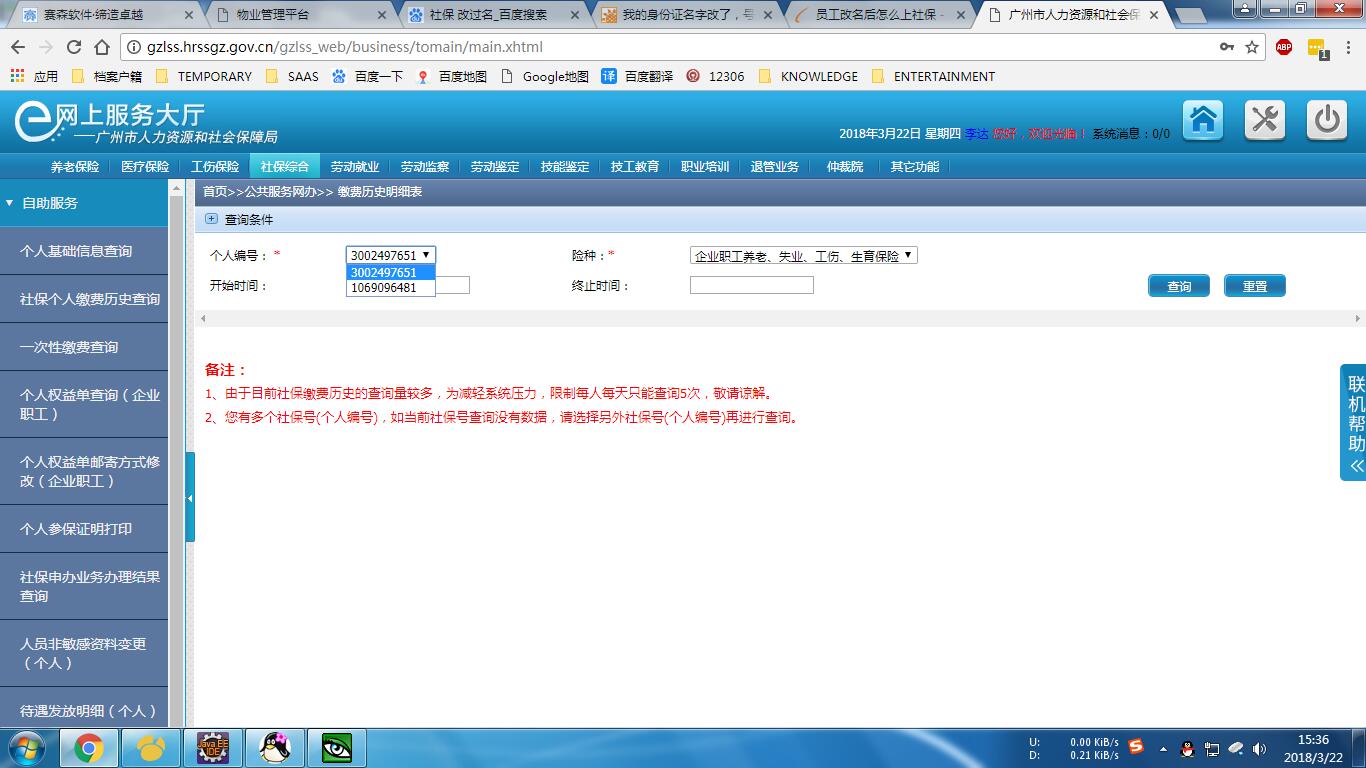 赛森软件·缔造卓越
物业管理平台
社保 改过名_百度搜索
我的身份证名字改了，号
员工改名后怎么上社保 -
广州市人力资源和社会保
gzlss.hrssgz.gov.cn/gzlss_web/business/tomain/main.xhtml
ABP
1
应用 档案户籍 TEMPORARY SAAS 百度一下 百度地图 Google地图 译 百度翻译 12306 KNOWLEDGE ENTERTAINMENT
网上服务大厅
——广州市人力资源和社会保障局
2018年3月22日 星期四 李达 您好，欢迎光临！ 系统消息：0/0
养老保险 医疗保险 工伤保险 社保综合 劳动就业 劳动监察 劳动鉴定 技能鉴定 技工教育 职业培训 退管业务 仲裁院 其它功能
自助服务
首页>>公共服务网办>> 缴费历史明细表
查询条件
个人基础信息查询
社保个人缴费历史查询
一次性缴费查询
个人权益单查询（企业
职工）
个人权益单邮寄方式修
改（企业职工）
个人参保证明打印
社保申办业务办理结果
查询
人员非敏感资料变更
（个人）
待遇发放明细（个人）
个人编号：* 3002497651 险种：* 企业职工养老、失业、工伤、生育保险
3002497651
1069096481
开始时间： 终止时间： 查询 重置
备注：
1、由于目前社保缴费历史的查询量较多，为减轻系统压力，限制每人每天只能查询5次，敬请谅解。
2、您有多个社保号(个人编号)，如当前社保号查询没有数据，请选择另外社保号(个人编号)再进行查询。
联机帮助
Java EE
IDE
U: 0.00 KiB/s
D: 0.21 KiB/s
15:36
2018/3/22